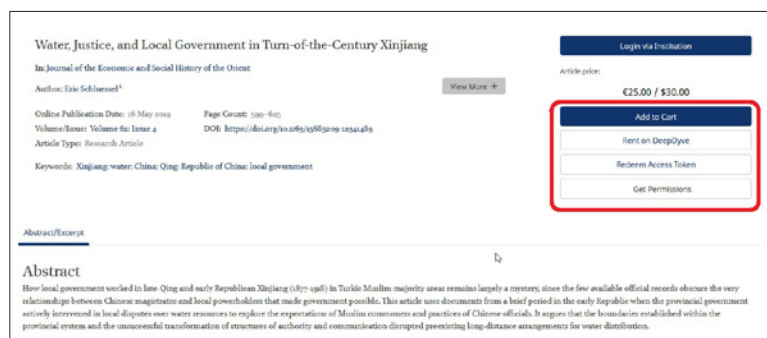 Water, Justice, and Local Government in Turn-of-the-Century Xinjiang
In: Journal of the Economic and Social History of the Orient
Author: Eric Schluessel
View More +
Online Publication Date: 16 May 2019
Page Count: 595–621
Volume/Issue: Volume 62: Issue 4
DOI: https://doi.org/10.1163/15685209-12341489
Article Type: Research Article
Keywords: Xinjiang; water; China; Qing; Republic of China; local government
Login via Institution
Article price:
€25.00 / $30.00
Add to Cart
Rent on DeepDyve
Redeem Access Token
Get Permissions
Abstract/Excerpt
Abstract
How local government worked in late-Qing and early Republican Xinjiang (1877-1928) in Turkic Muslim-majority areas remains largely a mystery, since the few available official records obscure the very
relationships between Chinese magistrates and local powerholders that made government possible. This article uses documents from a brief period in the early Republic when the provincial government
actively intervened in local disputes over water resources to explore the expectations of Muslim commoners and practices of Chinese officials. It argues that the boundaries established within the
provincial system and the unsuccessful transformation of structures of authority and communication disrupted preexisting long-distance arrangements for water distribution.